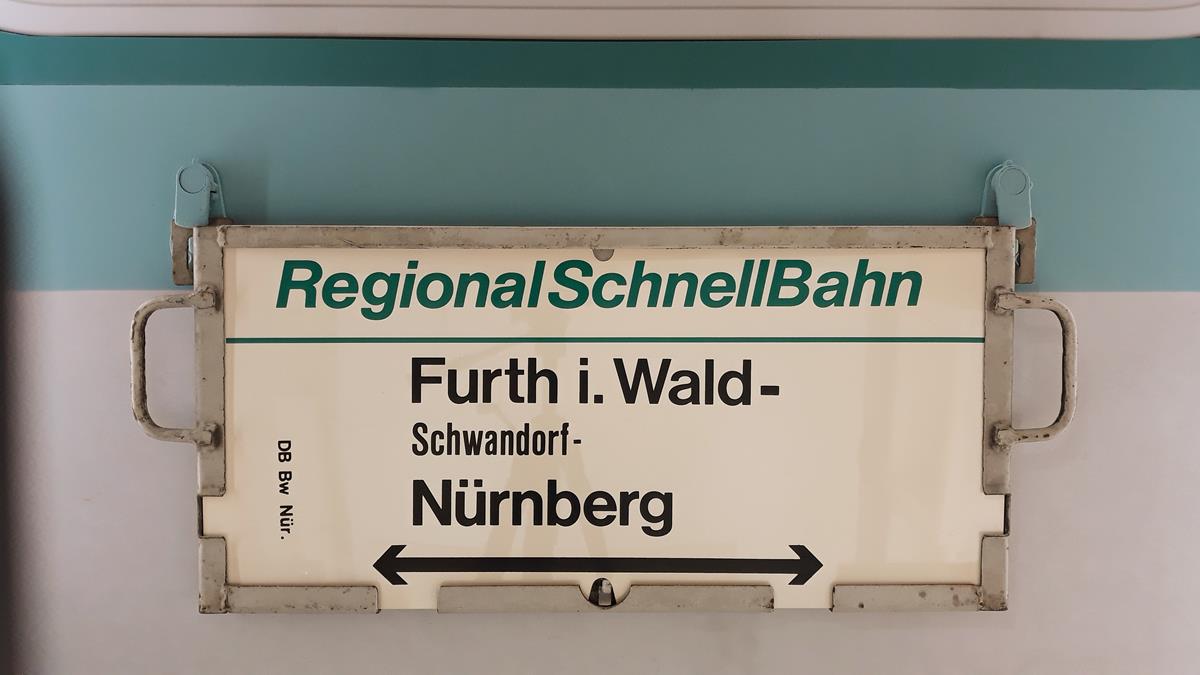 RegionalSchnellBahn
Furth i. Wald-
Schwandorf-
Nürnberg
DB Bw Nür.